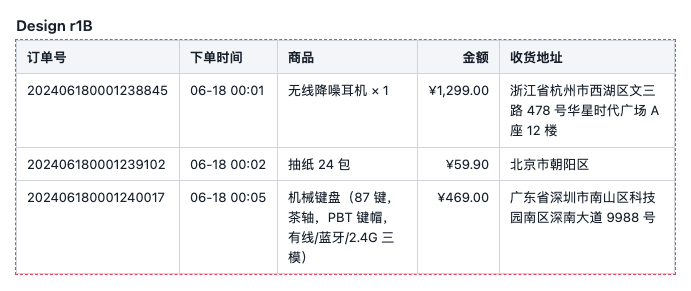 Design r1B
订单号 下单时间 商品 金额 收货地址
202406180001238845 06-18 00:01 无线降噪耳机 × 1 ¥1,299.00 浙江省杭州市西湖区文三
路 478 号华星时代广场 A
座 12 楼
202406180001239102 06-18 00:02 抽纸 24 包 ¥59.90 北京市朝阳区
202406180001240017 06-18 00:05 机械键盘（87 键， ¥469.00 广东省深圳市南山区科技
茶轴，PBT 键帽， 园南区深南大道 9988 号
有线/蓝牙/2.4G 三
模）